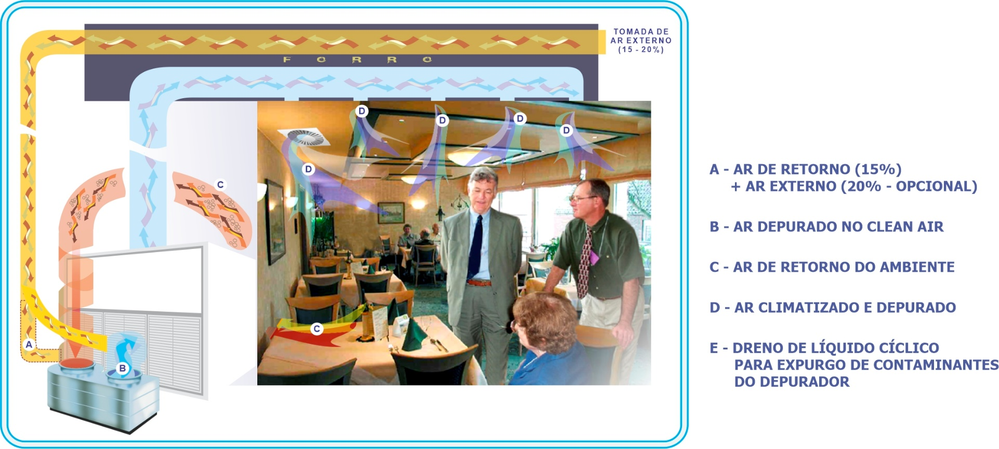 TOMADA DE
AR EXTERNO
(15 - 20%)
FORRO
D
D
D
D
D
C
C
A
B
A - AR DE RETORNO (15%)
+ AR EXTERNO (20% - OPCIONAL)
B - AR DEPURADO NO CLEAN AIR
C - AR DE RETORNO DO AMBIENTE
D - AR CLIMATIZADO E DEPURADO
E - DRENO DE LÍQUIDO CÍCLICO
PARA EXPURGO DE CONTAMINANTES
DO DEPURADOR